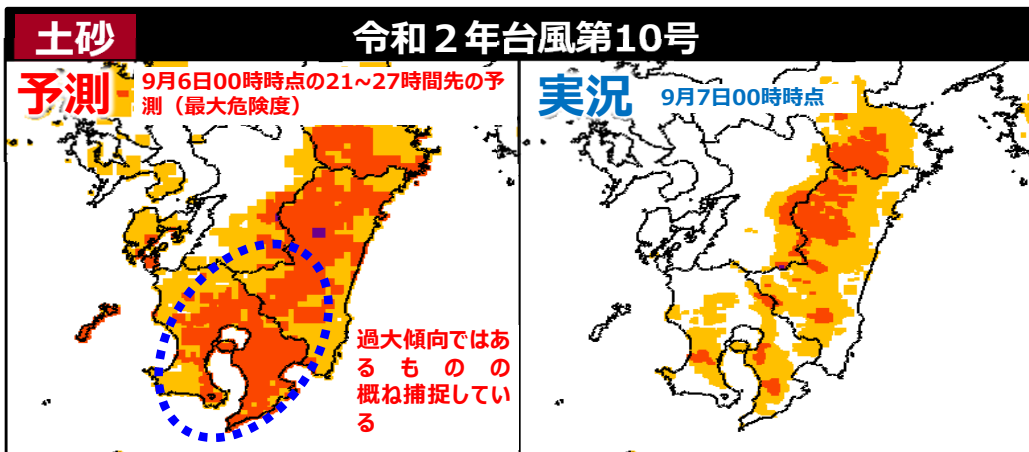 土砂
令和２年台風第10号
予測
9月6日00時時点の21~27時間先の予
測（最大危険度）
実況
9月7日00時時点
過大傾向ではあ
るものの
概ね捕捉してい
る